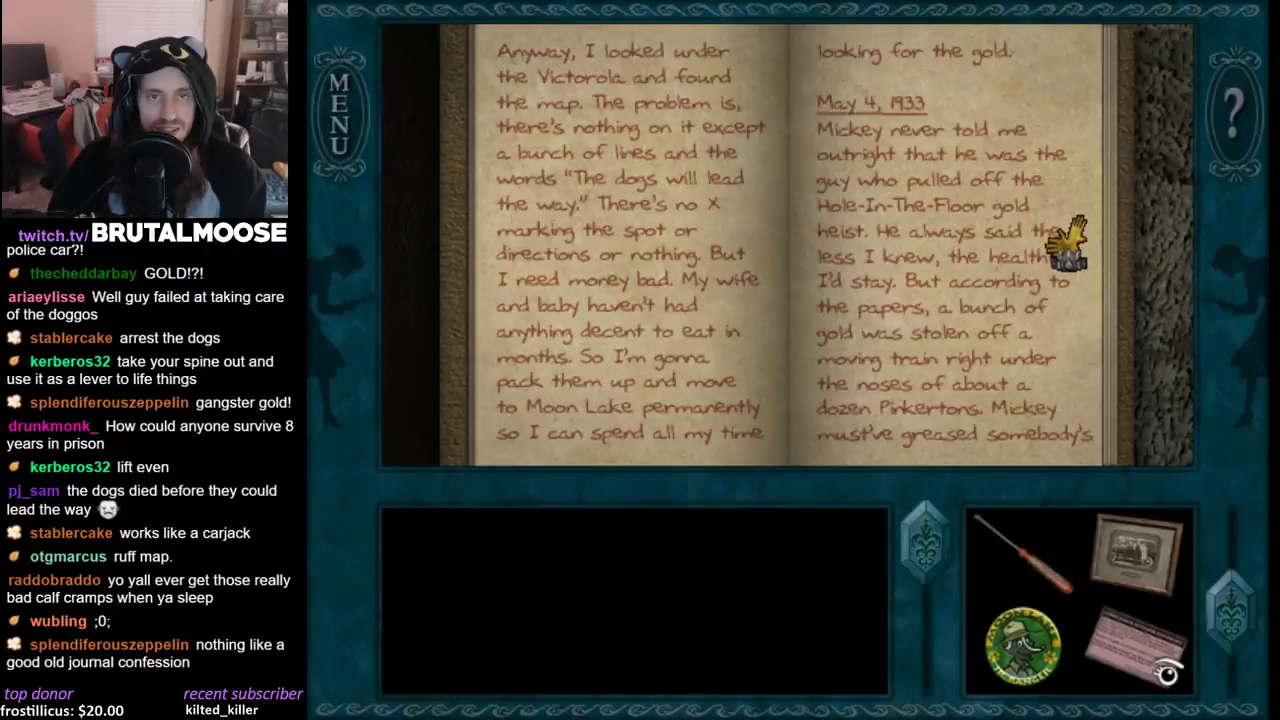 twitch.tv/BRUTALMOOSE
police car?!
thecheddarbay GOLD!?!
ariaeylisse Well guy failed at taking care
of the doggos
stablercake arrest the dogs
kerberos32 take your spine out and
use it as a lever to life things
splendiferouszeppelin gangster gold!
drunkmonk_ How could anyone survive 8
years in prison
kerberos32 lift even
pj_sam the dogs died before they could
lead the way
stablercake works like a carjack
otgmarcus ruff map.
raddobraddo yo yall ever get those really
bad calf cramps when ya sleep
wubling ;0;
splendiferouszeppelin nothing like a
good old journal confession
top donor
frostillicus: $20.00
recent subscriber
kilted_killer
MENU
Anyway, I looked under
the Victorola and found
the map. The problem is,
there's nothing on it except
a bunch of lines and the
words "The dogs will lead
the way." There's no X
marking the spot or
directions or nothing. But
I need money bad. My wife
and baby haven't had
anything decent to eat in
months. So I'm gonna
pack them up and move
to Moon Lake permanently
so I can spend all my time
looking for the gold.
May 4, 1933
Mickey never told me
outright that he was the
guy who pulled off the
Hole-In-The-Floor gold
heist. He always said the
less I knew, the health
I'd stay. But according to
the papers, a bunch of
gold was stolen off a
moving train right under
the noses of about a
dozen Pinkertons. Mickey
must've greased somebody's
?
MOON LAKE
JR. RANGER